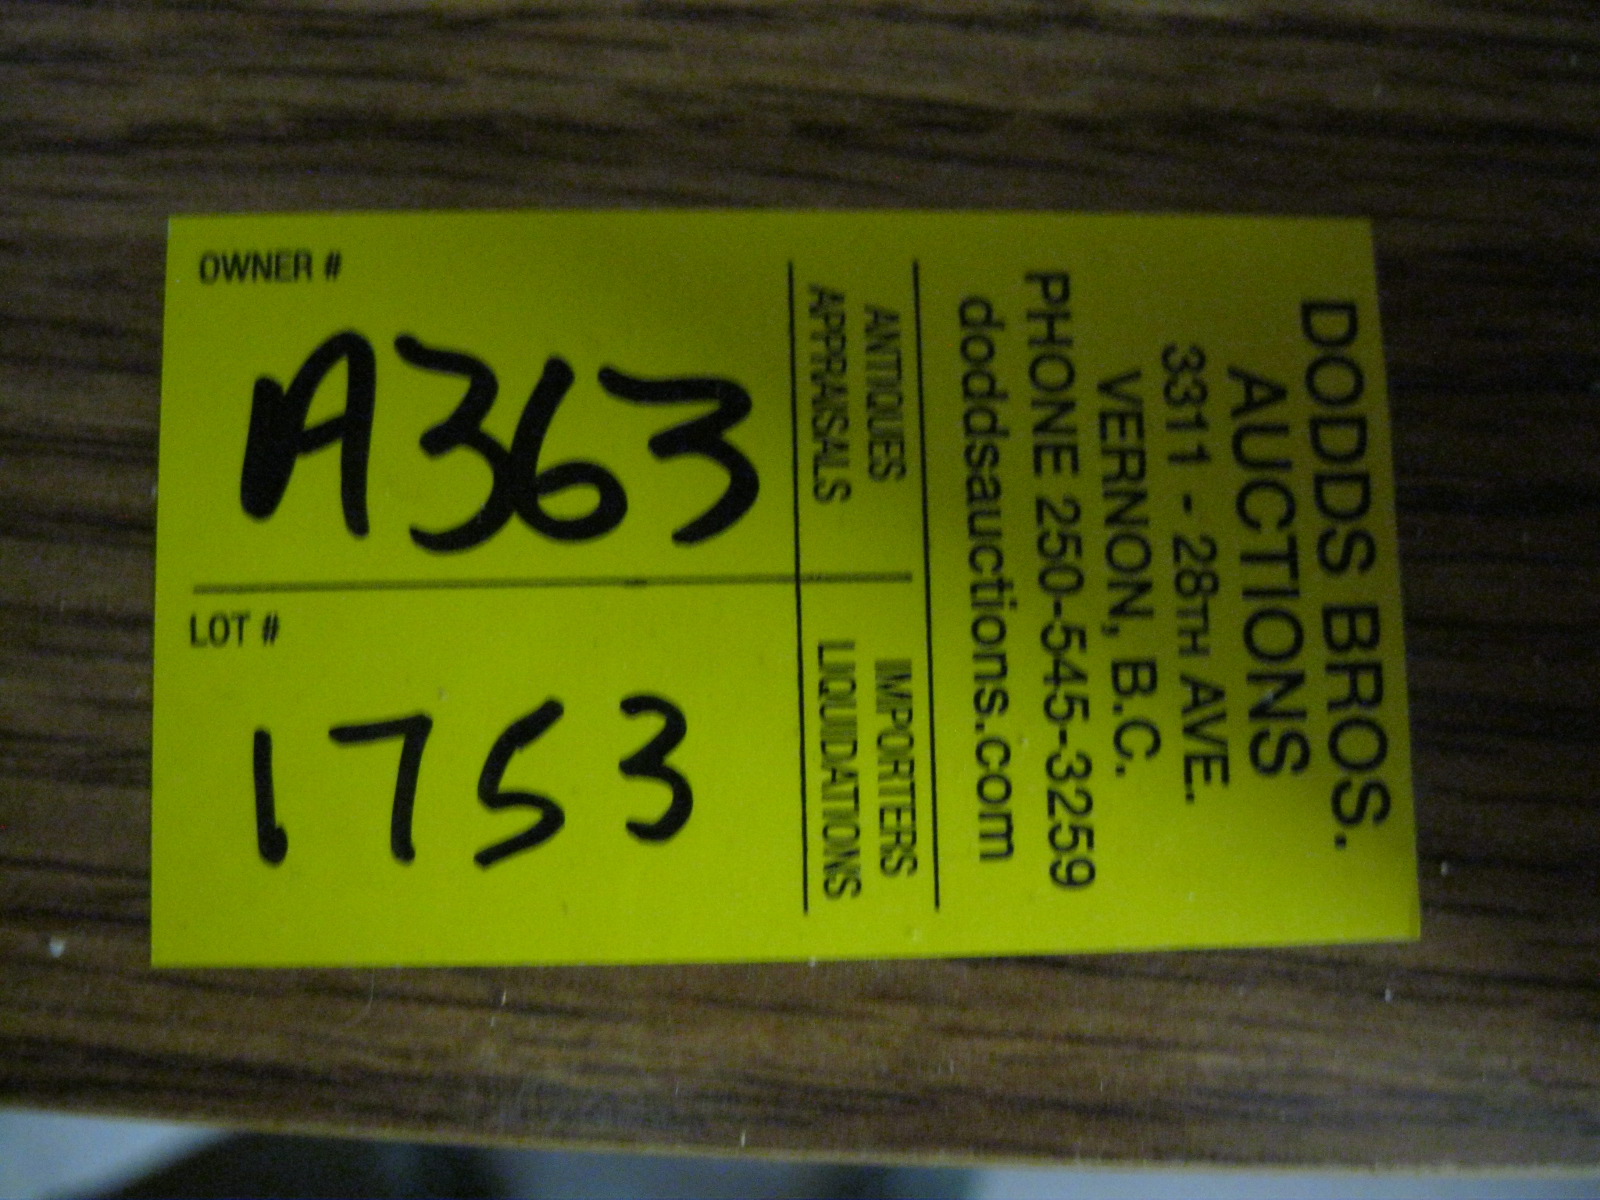 DODDS BROS.
AUCTIONS
3311 - 28TH AVE.
VERNON, B.C.
PHONE 250-545-3259
doddsauctions.com
ANTIQUES
APPRAISALS
IMPORTERS
LIQUIDATIONS
OWNER #
A363
LOT #
1753